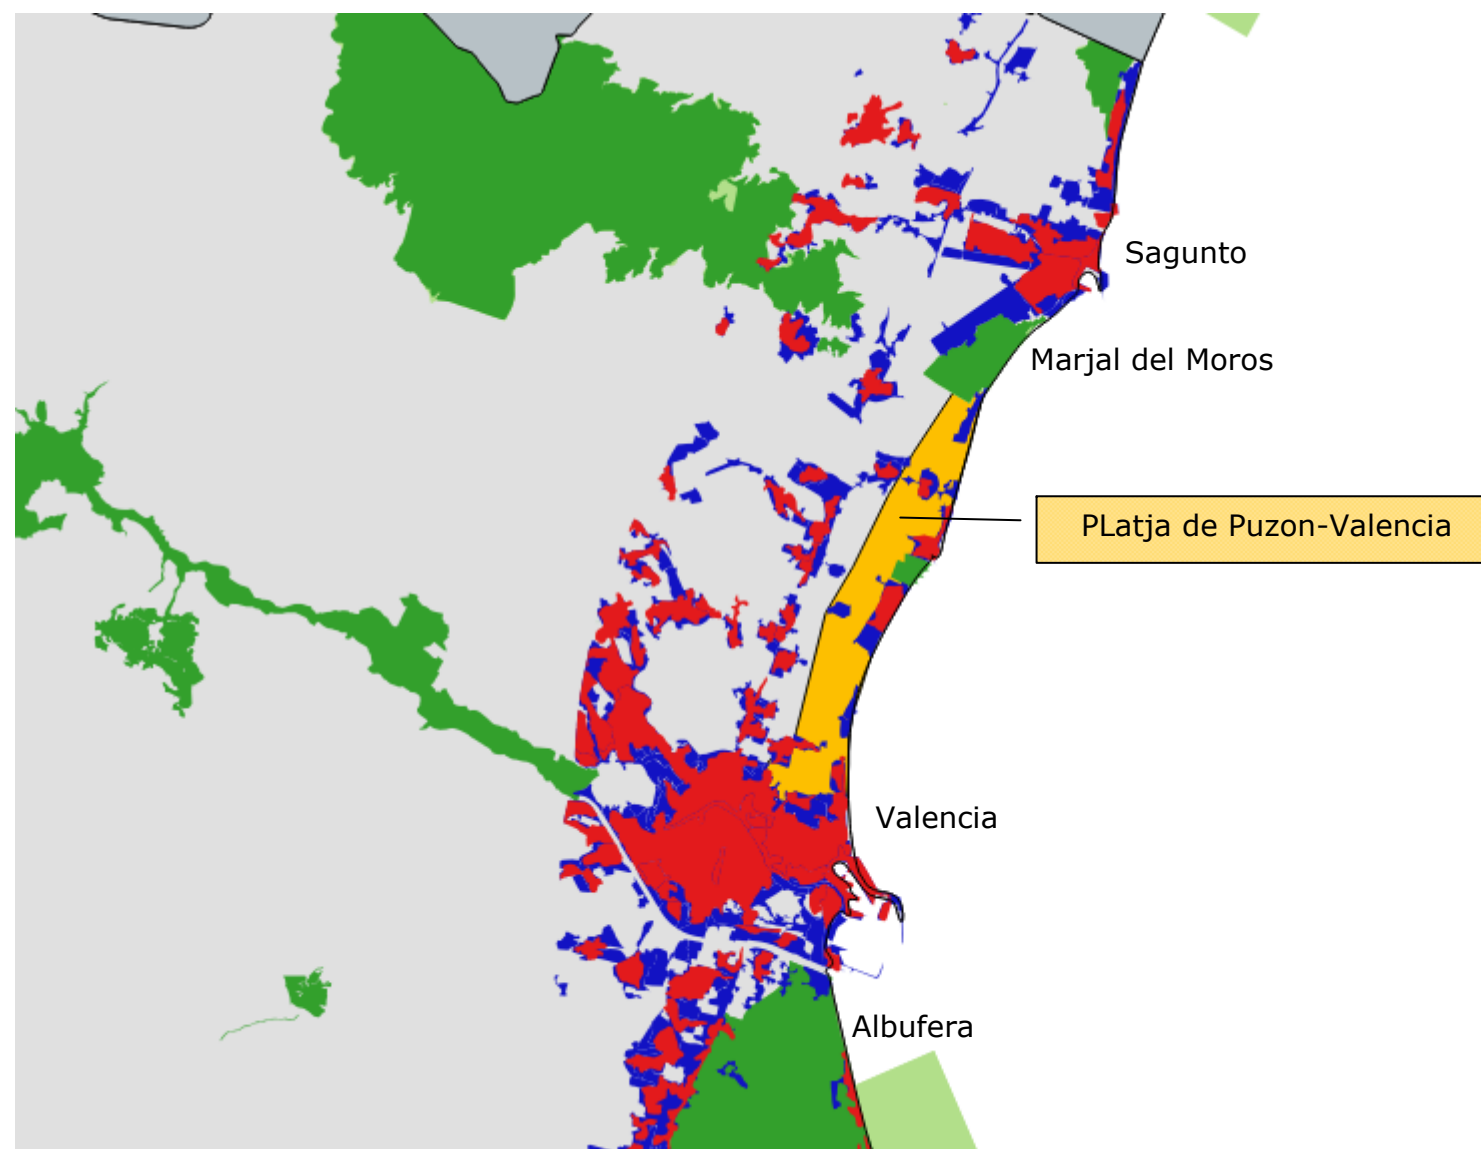 Sagunto
Marjal del Moros
PLatja de Puzon-Valencia
Valencia
Albufera